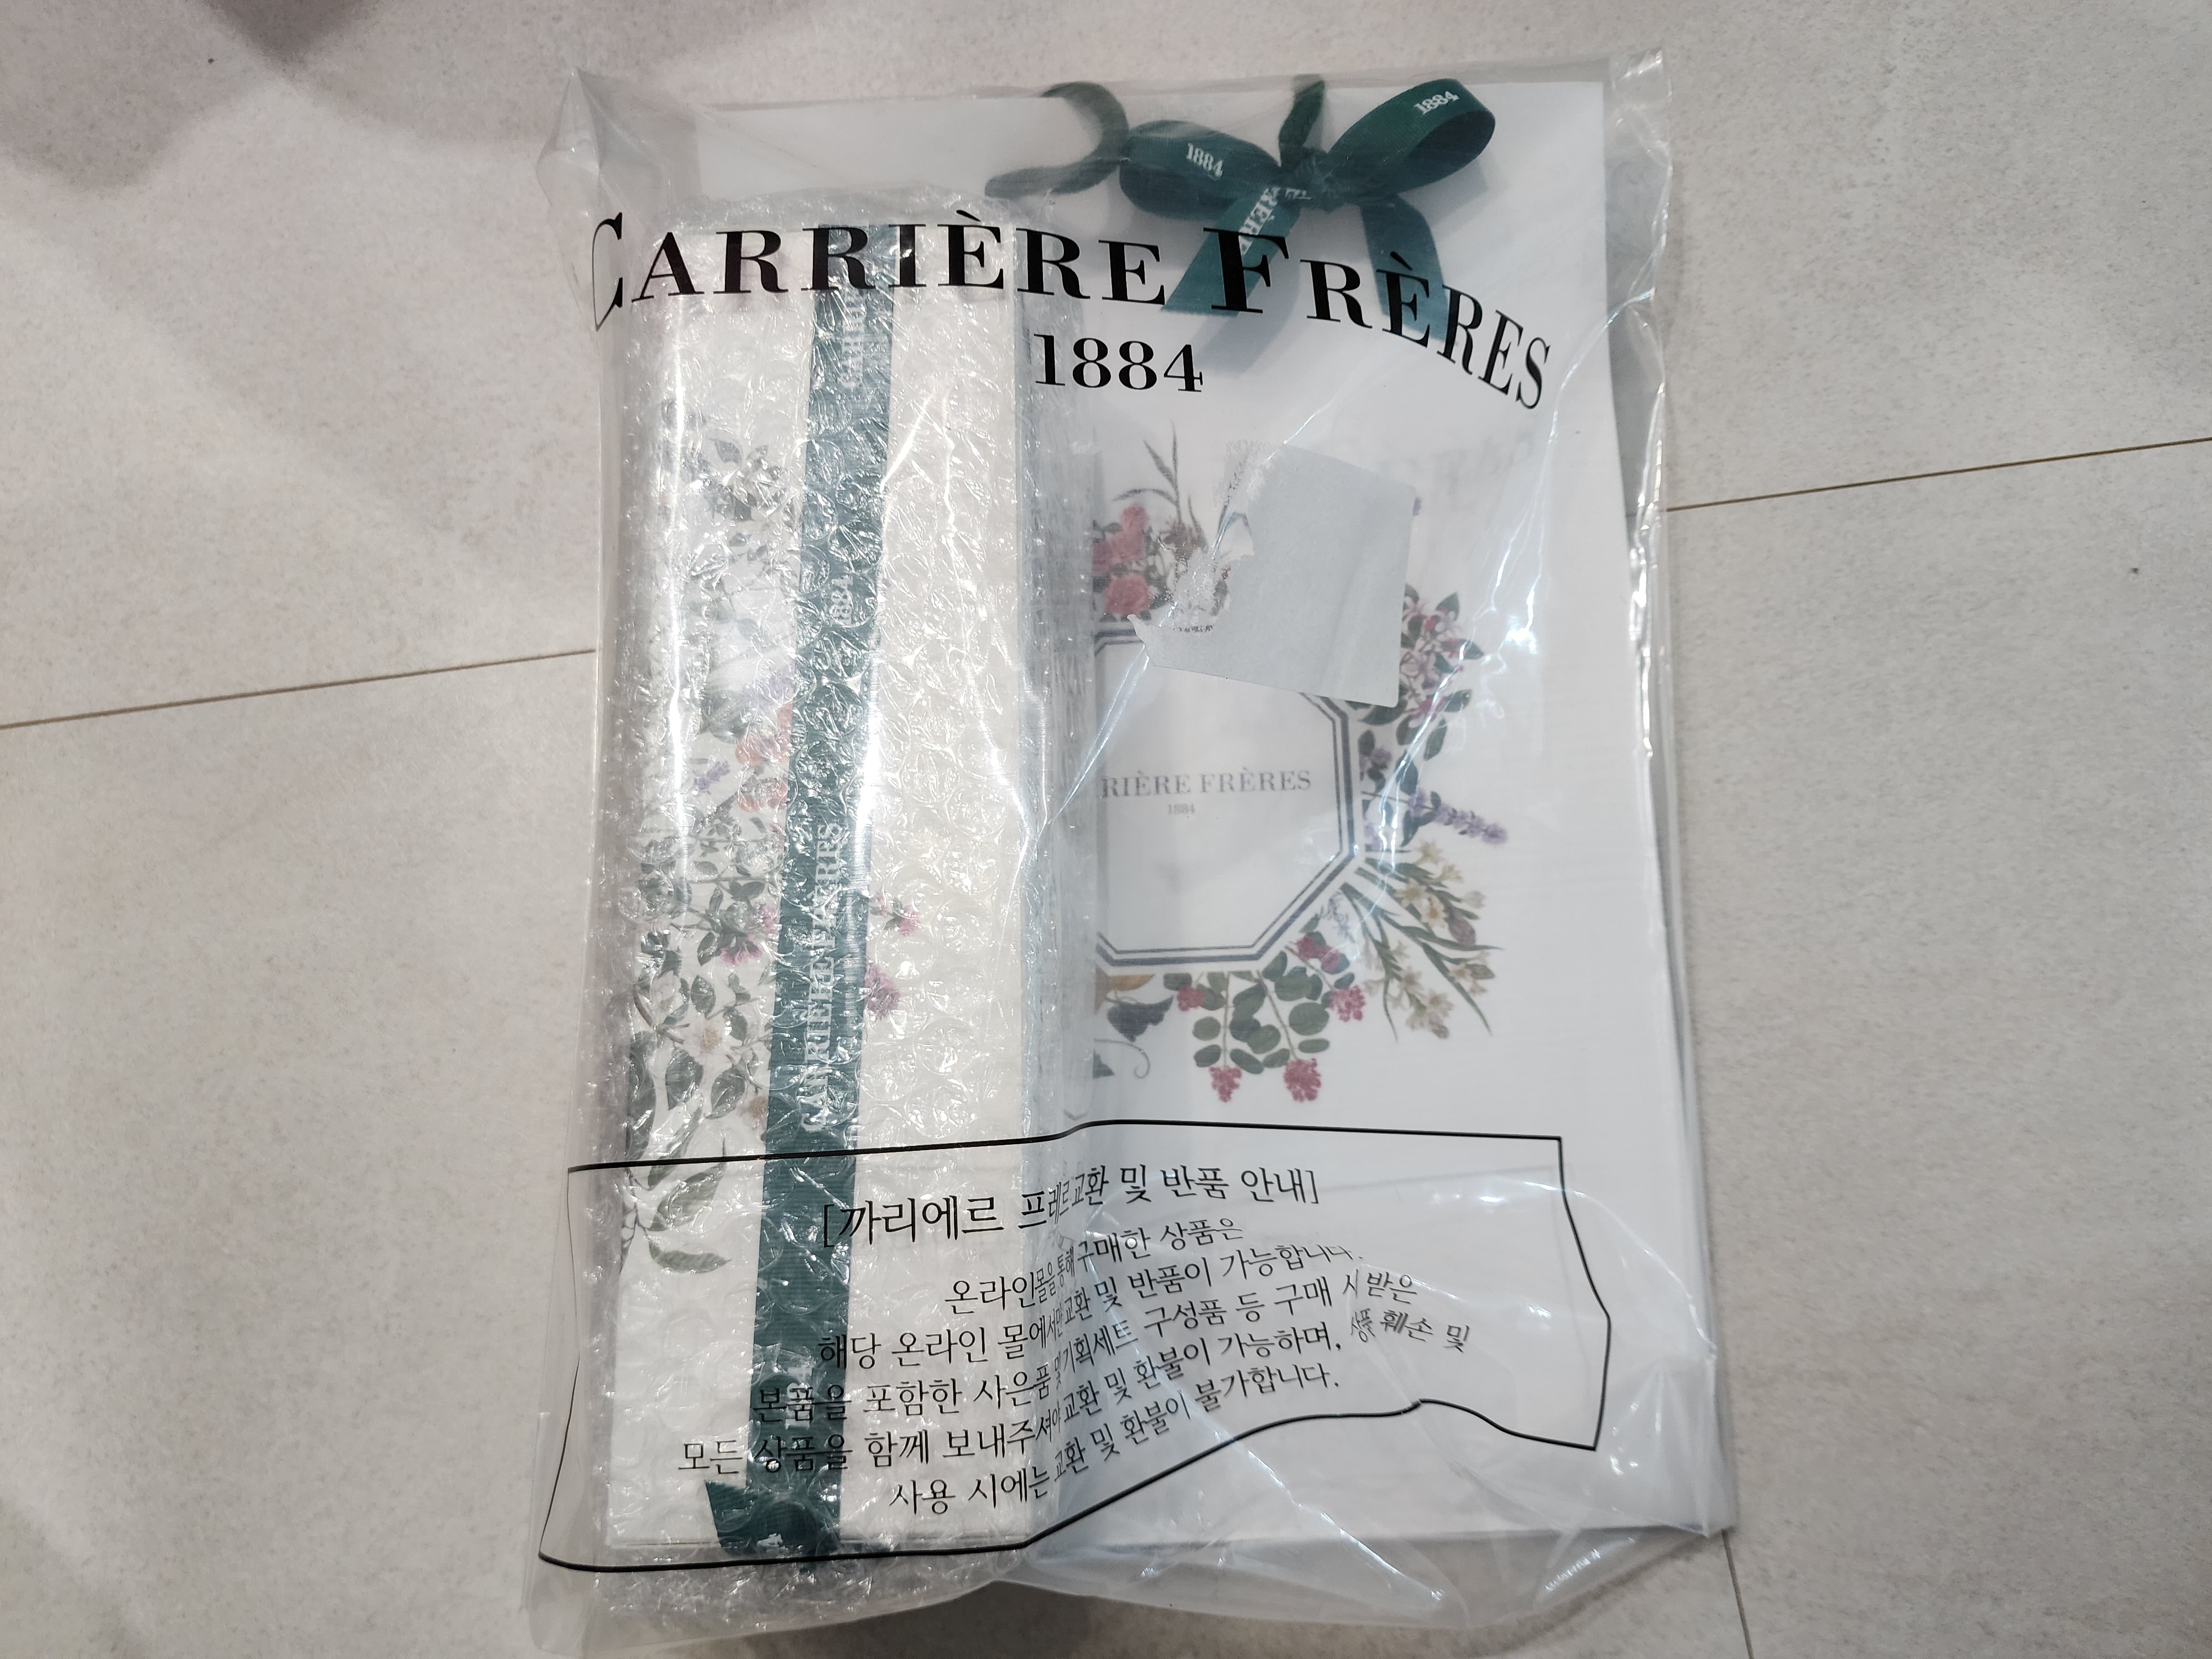 1884
1884
CARRIÈRE FRÈRES
1884
1884
RIÈRE FRÈRES
1884
CARRIÈRE FRÈRES
[까리에르 프레르 교환 및 반품 안내]
온라인몰을 통해 구매한 상품은
해당 온라인 몰에서만 교환 및 반품이 가능합니다.
본품을 포함한 사은품 및 기획세트 구성품 등 구매 시 받은
모든 상품을 함께 보내주셔야 교환 및 환불이 가능하며, 상품 훼손 및
사용 시에는 교환 및 환불이 불가합니다.